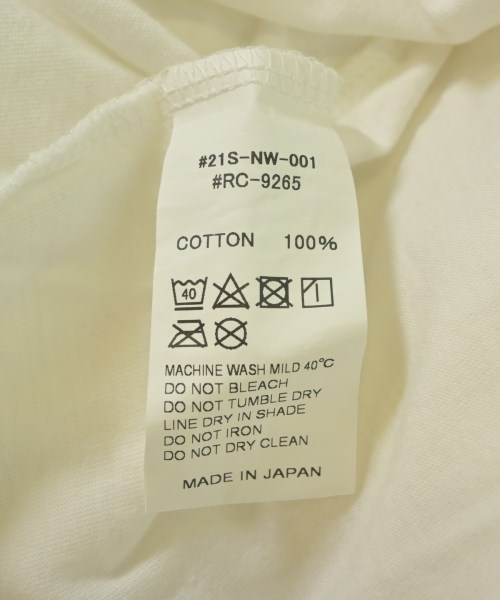 #21S-NW-001
#RC-9265
COTTON 100%
40
MACHINE WASH MILD 40℃
DO NOT BLEACH
DO NOT TUMBLE DRY
LINE DRY IN SHADE
DO NOT IRON
DO NOT DRY CLEAN
MADE IN JAPAN